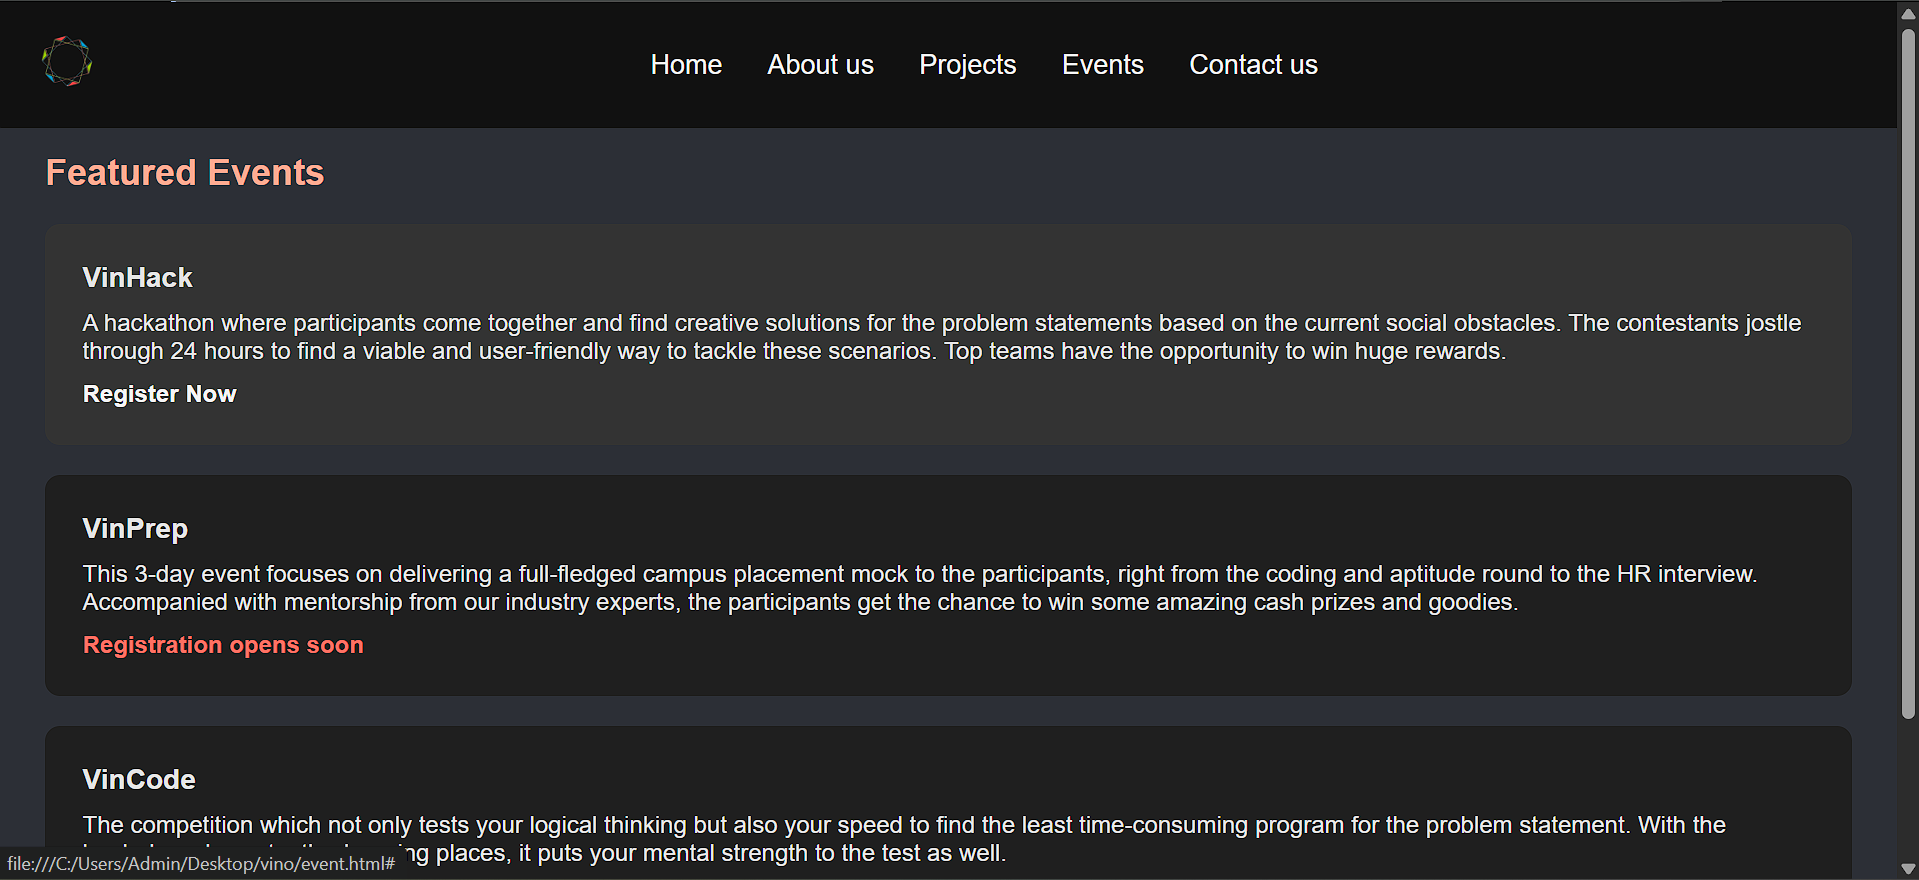 Home About us Projects Events Contact us
Featured Events
VinHack
A hackathon where participants come together and find creative solutions for the problem statements based on the current social obstacles. The contestants jostle
through 24 hours to find a viable and user-friendly way to tackle these scenarios. Top teams have the opportunity to win huge rewards.
Register Now
VinPrep
This 3-day event focuses on delivering a full-fledged campus placement mock to the participants, right from the coding and aptitude round to the HR interview.
Accompanied with mentorship from our industry experts, the participants get the chance to win some amazing cash prizes and goodies.
Registration opens soon
VinCode
The competition which not only tests your logical thinking but also your speed to find the least time-consuming program for the problem statement. With the
places, it puts your mental strength to the test as well.
file:///C:/Users/Admin/Desktop/vino/event.html#